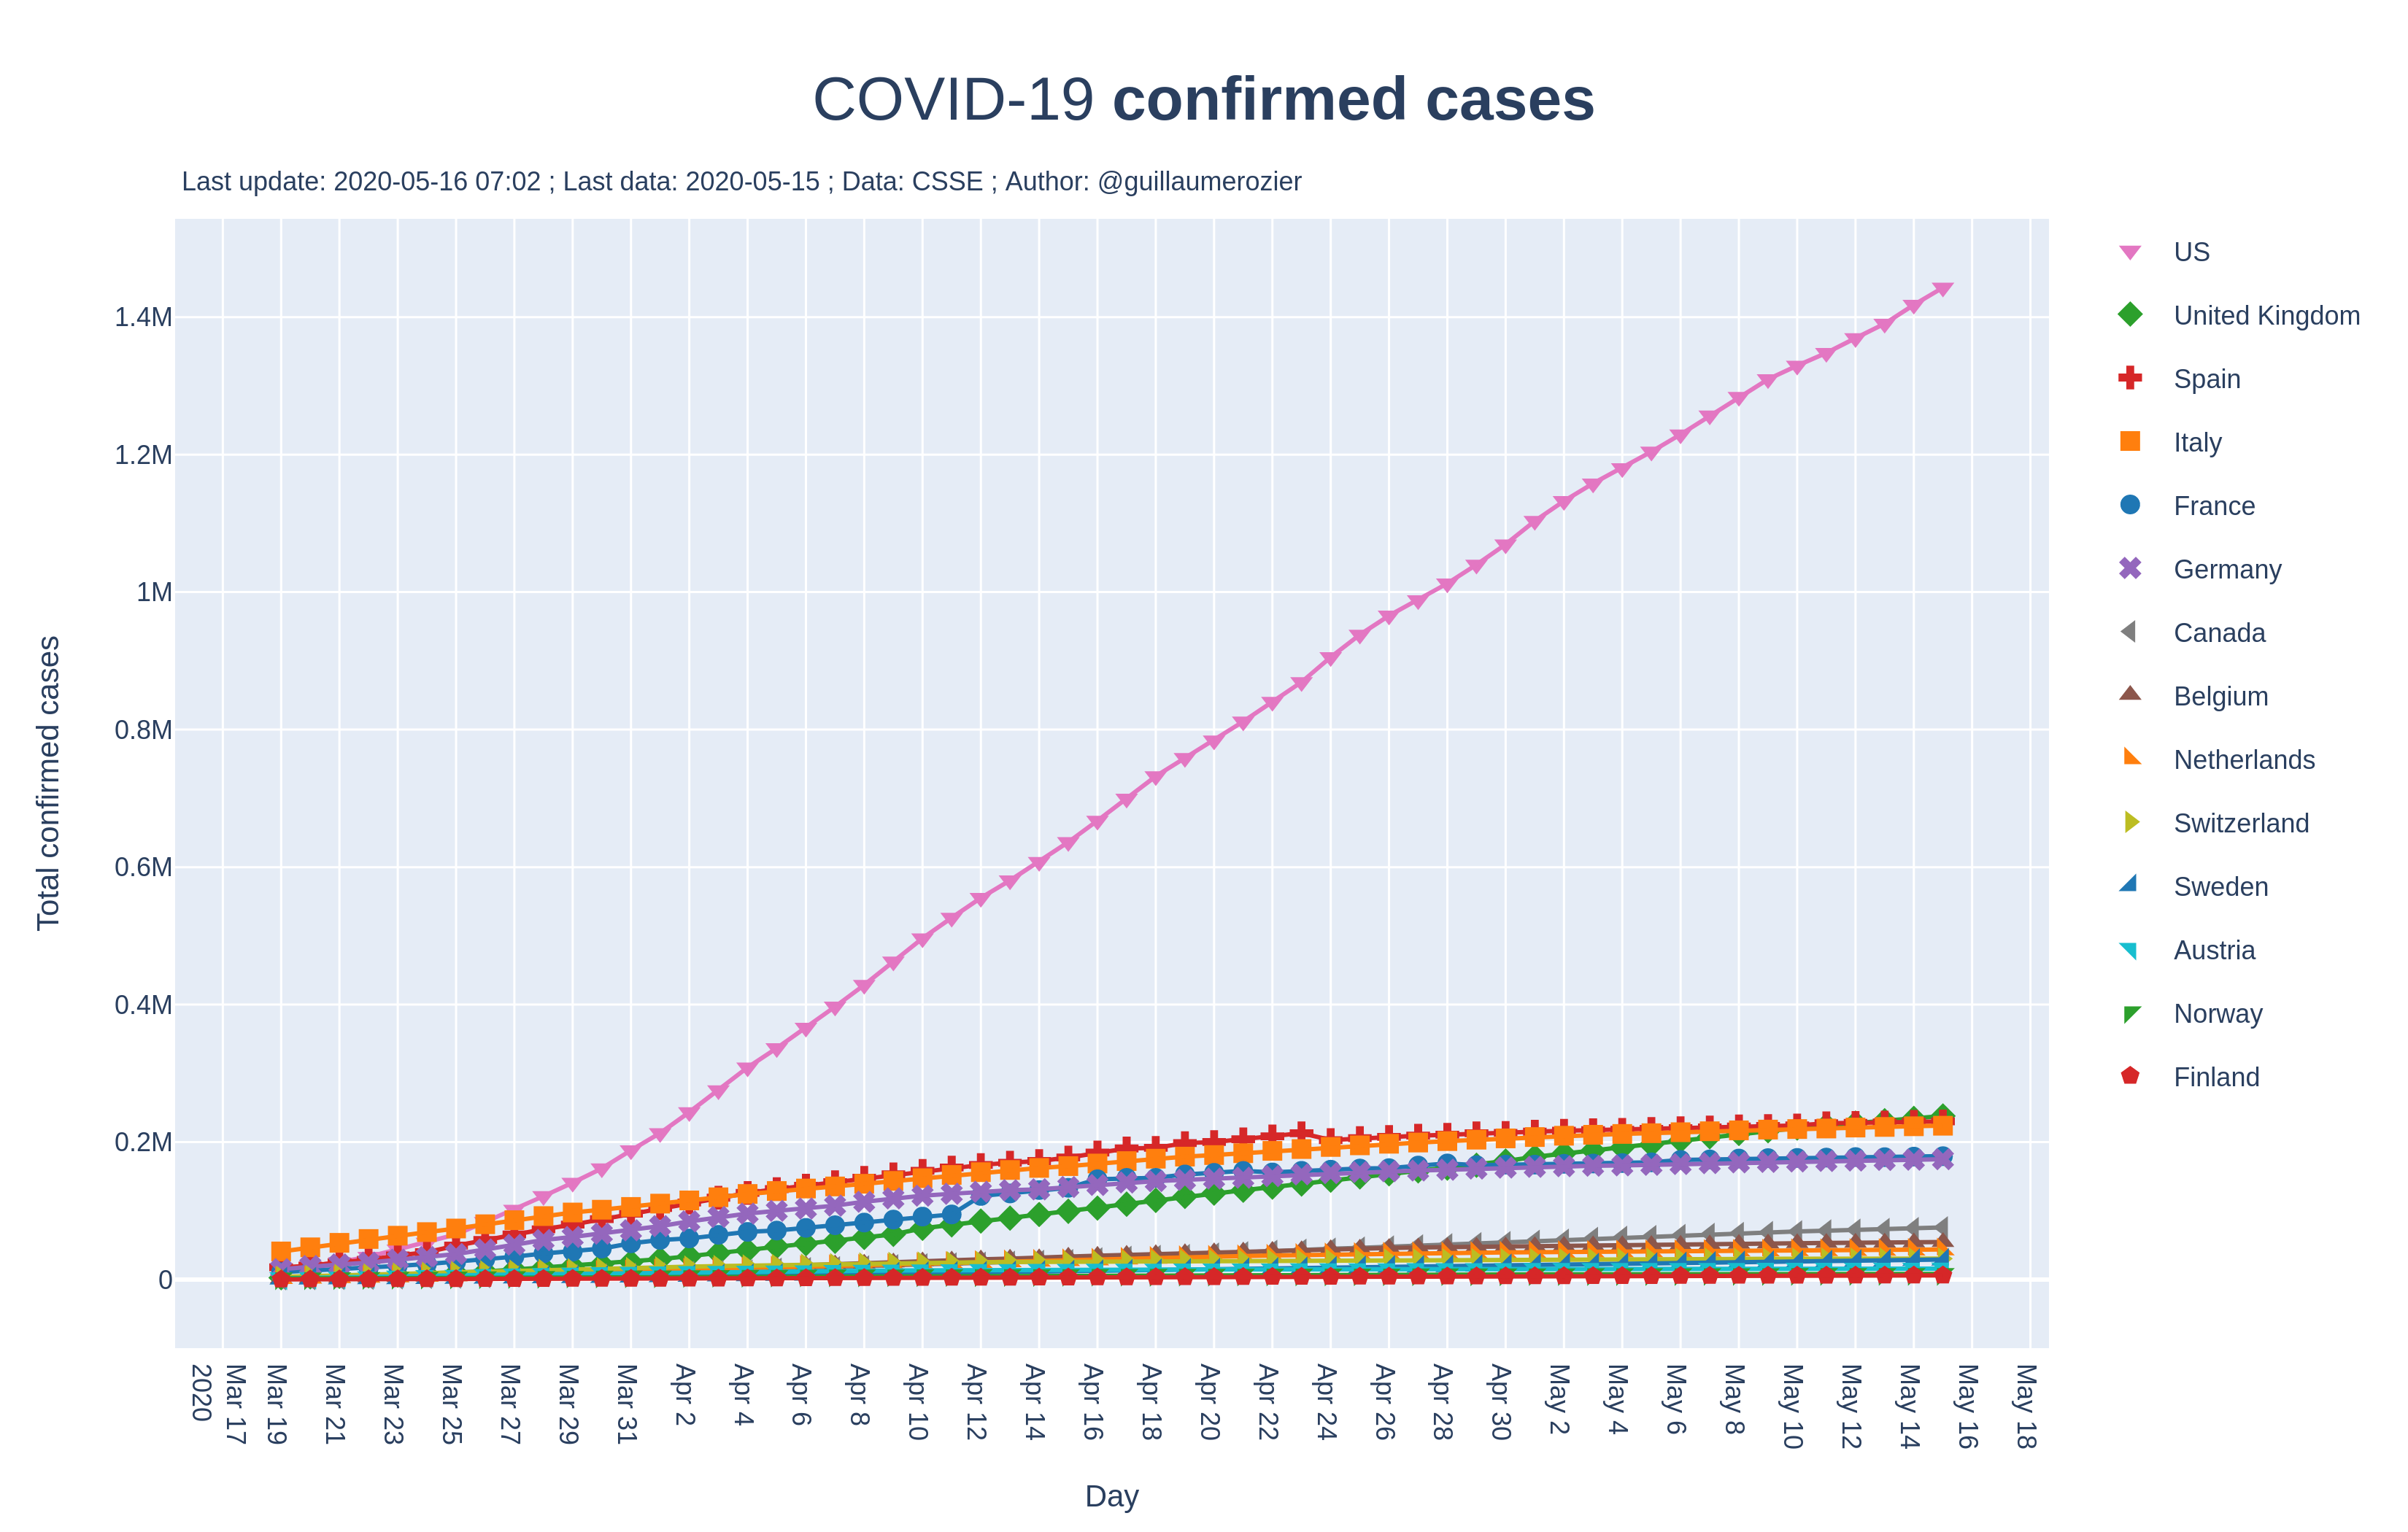 COVID-19 confirmed cases
Last update: 2020-05-16 07:02 ; Last data: 2020-05-15 ; Data: CSSE ; Author: @guillaumerozier
US
United Kingdom
Spain
Italy
France
Germany
Canada
Belgium
Netherlands
Switzerland
Sweden
Austria
Norway
Finland
Total confirmed cases
1.4M
1.2M
1M
0.8M
0.6M
0.4M
0.2M
0
Mar 17
2020
Mar 19
Mar 21
Mar 23
Mar 25
Mar 27
Mar 29
Mar 31
Apr 2
Apr 4
Apr 6
Apr 8
Apr 10
Apr 12
Apr 14
Apr 16
Apr 18
Apr 20
Apr 22
Apr 24
Apr 26
Apr 28
Apr 30
May 2
May 4
May 6
May 8
May 10
May 12
May 14
May 16
May 18
Day